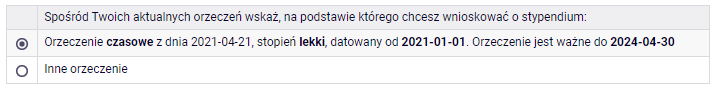 Spośród Twoich aktualnych orzeczeń wskaż, na podstawie którego chcesz wnioskować o stypendium:
Orzeczenie czasowe z dnia 2021-04-21, stopień lekki, datowany od 2021-01-01. Orzeczenie jest ważne do 2024-04-30
Inne orzeczenie